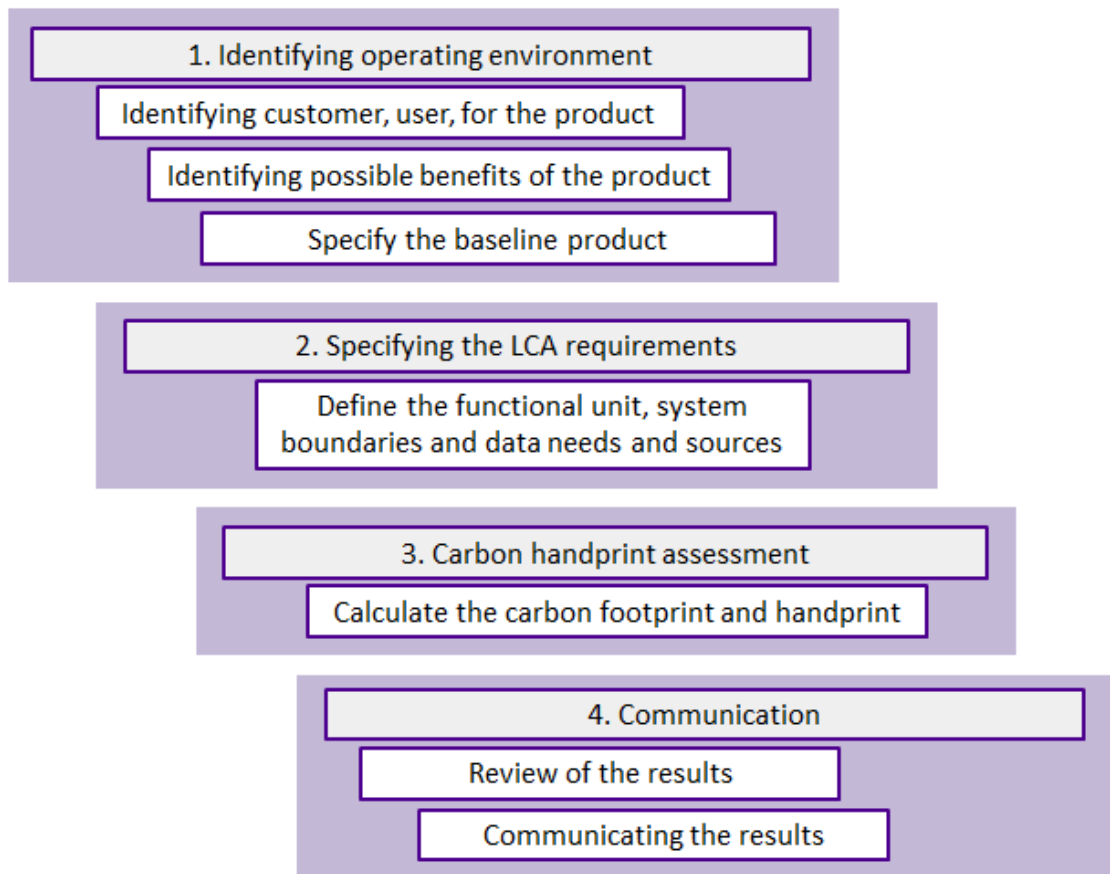 1. Identifying operating environment
Identifying customer, user, for the product
Identifying possible benefits of the product
Specify the baseline product
2. Specifying the LCA requirements
Define the functional unit, system
boundaries and data needs and sources
3. Carbon handprint assessment
Calculate the carbon footprint and handprint
4. Communication
Review of the results
Communicating the results